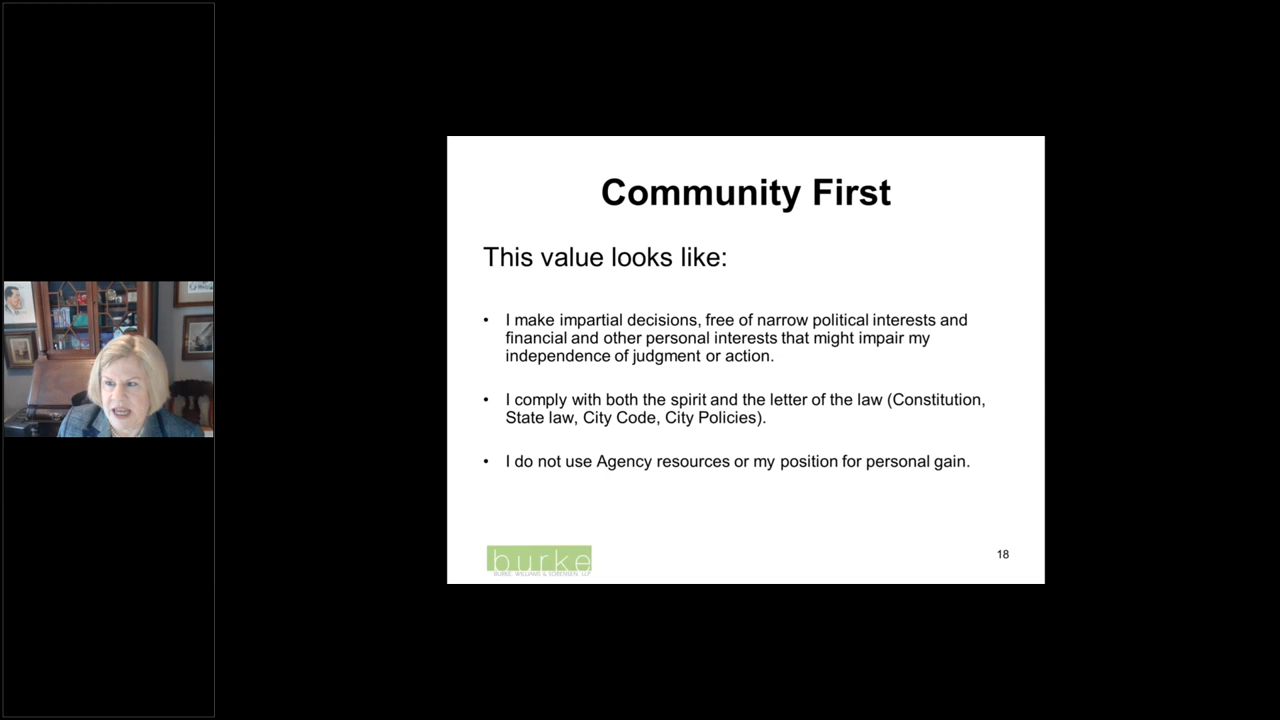 Community First
This value looks like:
• I make impartial decisions, free of narrow political interests and
financial and other personal interests that might impair my
independence of judgment or action.
• I comply with both the spirit and the letter of the law (Constitution,
State law, City Code, City Policies).
• I do not use Agency resources or my position for personal gain.
burke
BURKE, WILLIAMS & SORENSEN, LLP
18